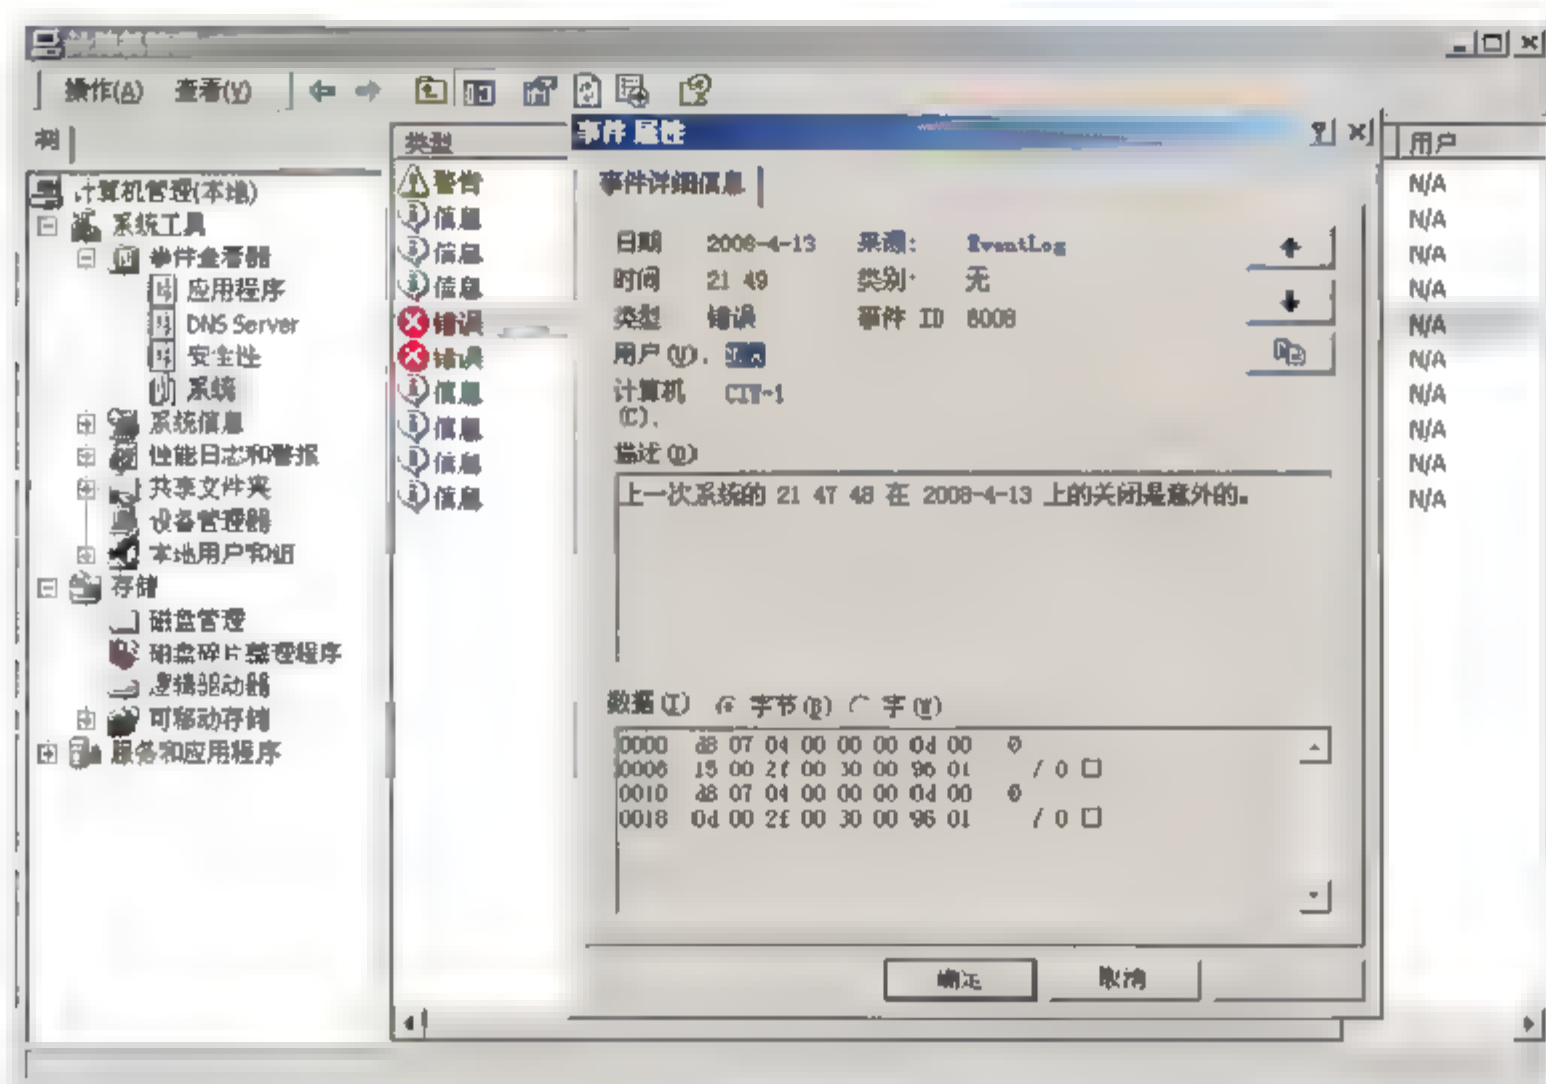 操作(A) 查看(V)
树
类型
用户
计算机管理(本地)
系统工具
事件查看器
应用程序
DNS Server
安全性
系统
系统信息
性能日志和警报
共享文件夹
设备管理器
本地用户和组
存储
磁盘管理
磁盘碎片整理程序
逻辑驱动器
可移动存储
服务和应用程序
警告
信息
信息
信息
错误
错误
信息
信息
信息
信息
事件 属性
事件详细信息
日期 2008-4-13 来源: EventLog
时间 21 49 类别: 无
类型 错误 事件 ID 6008
用户(U).
计算机 CIW-1
(C).
描述(D)
上一次系统的 21 47 48 在 2008-4-13 上的关闭是意外的。
数据(T) 字节(B) 字(W)
0000 d8 07 04 00 00 00 0d 00
0008 15 00 2f 00 30 00 96 01 / 0
0010 d8 07 04 00 00 00 0d 00
0018 0d 00 2f 00 30 00 96 01 / 0
确定 取消
N/A
N/A
N/A
N/A
N/A
N/A
N/A
N/A
N/A
N/A